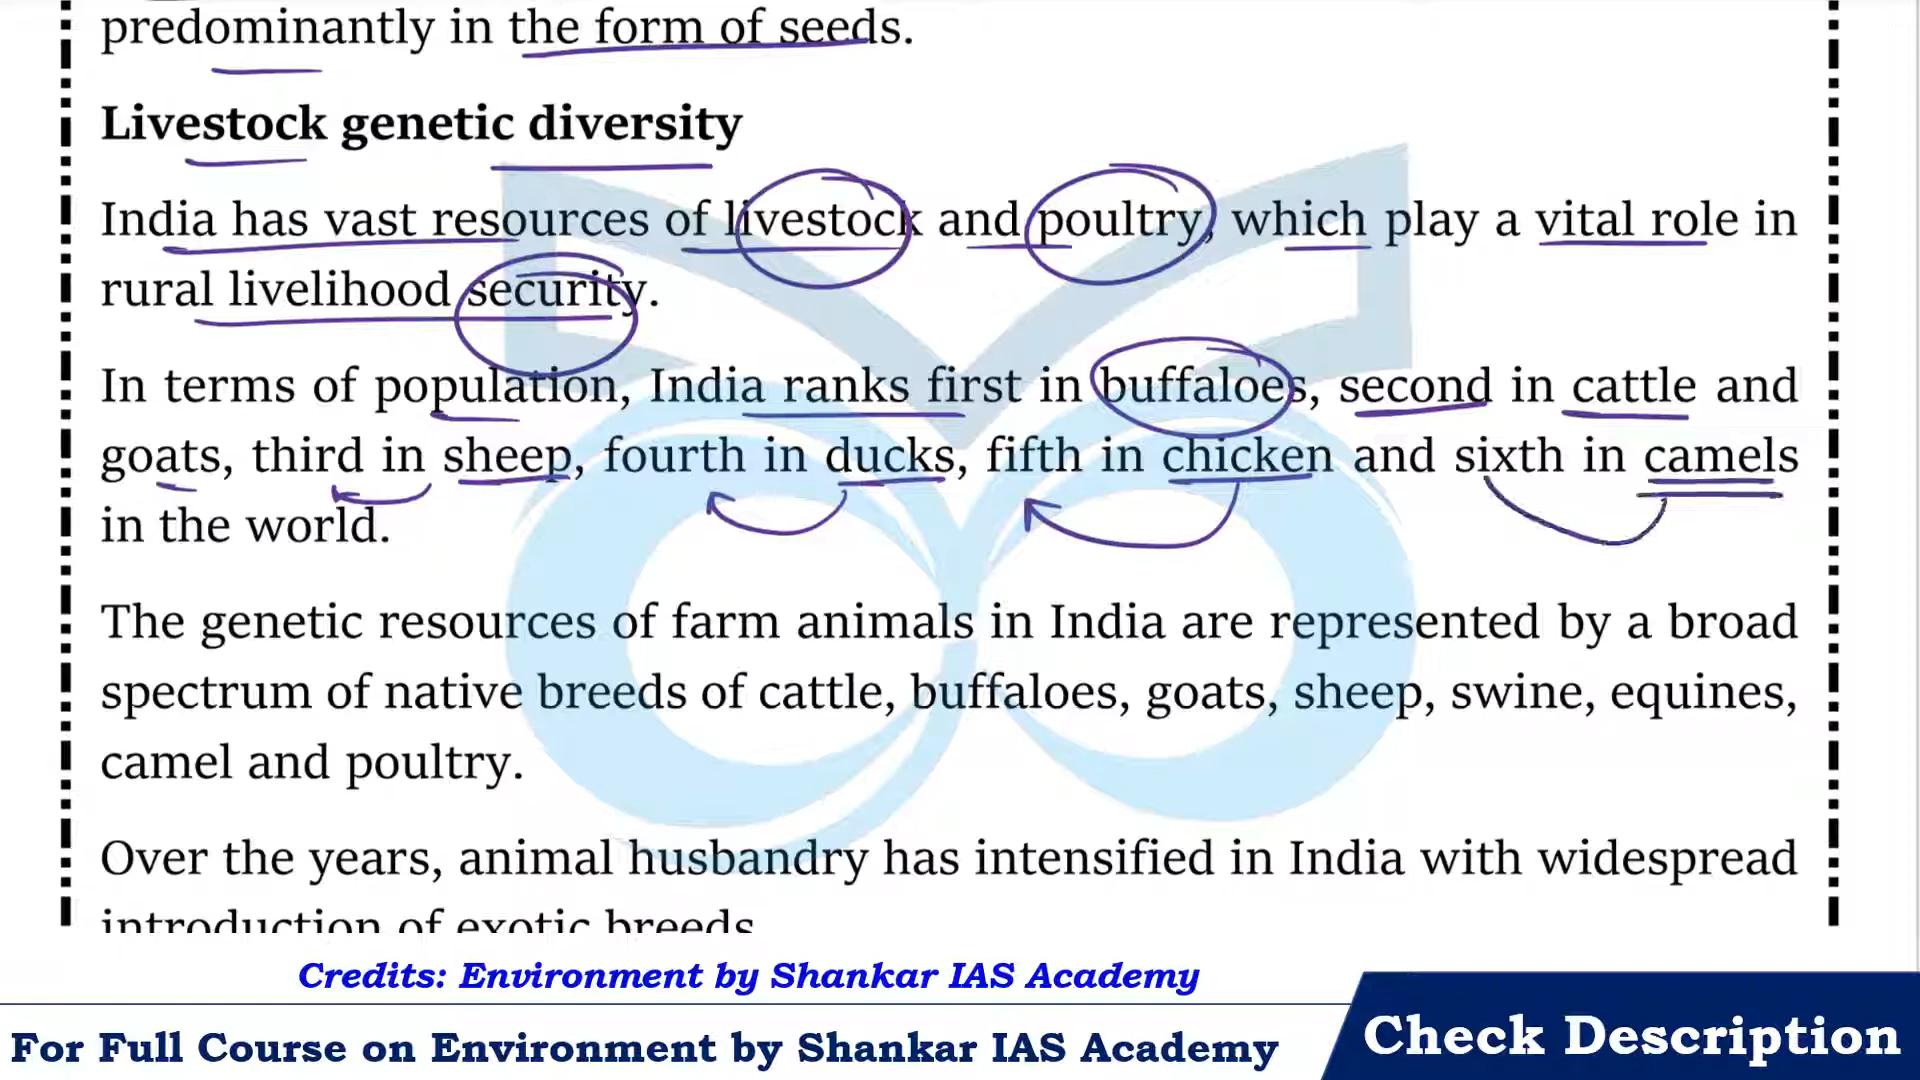 predominantly in the form of seeds.
Livestock genetic diversity
India has vast resources of livestock and poultry, which play a vital role in
rural livelihood security.
In terms of population, India ranks first in buffaloes, second in cattle and
goats, third in sheep, fourth in ducks, fifth in chicken and sixth in camels
in the world.
The genetic resources of farm animals in India are represented by a broad
spectrum of native breeds of cattle, buffaloes, goats, sheep, swine, equines,
camel and poultry.
Over the years, animal husbandry has intensified in India with widespread
introduction of exotic breeds
Credits: Environment by Shankar IAS Academy
For Full Course on Environment by Shankar IAS Academy
Check Description